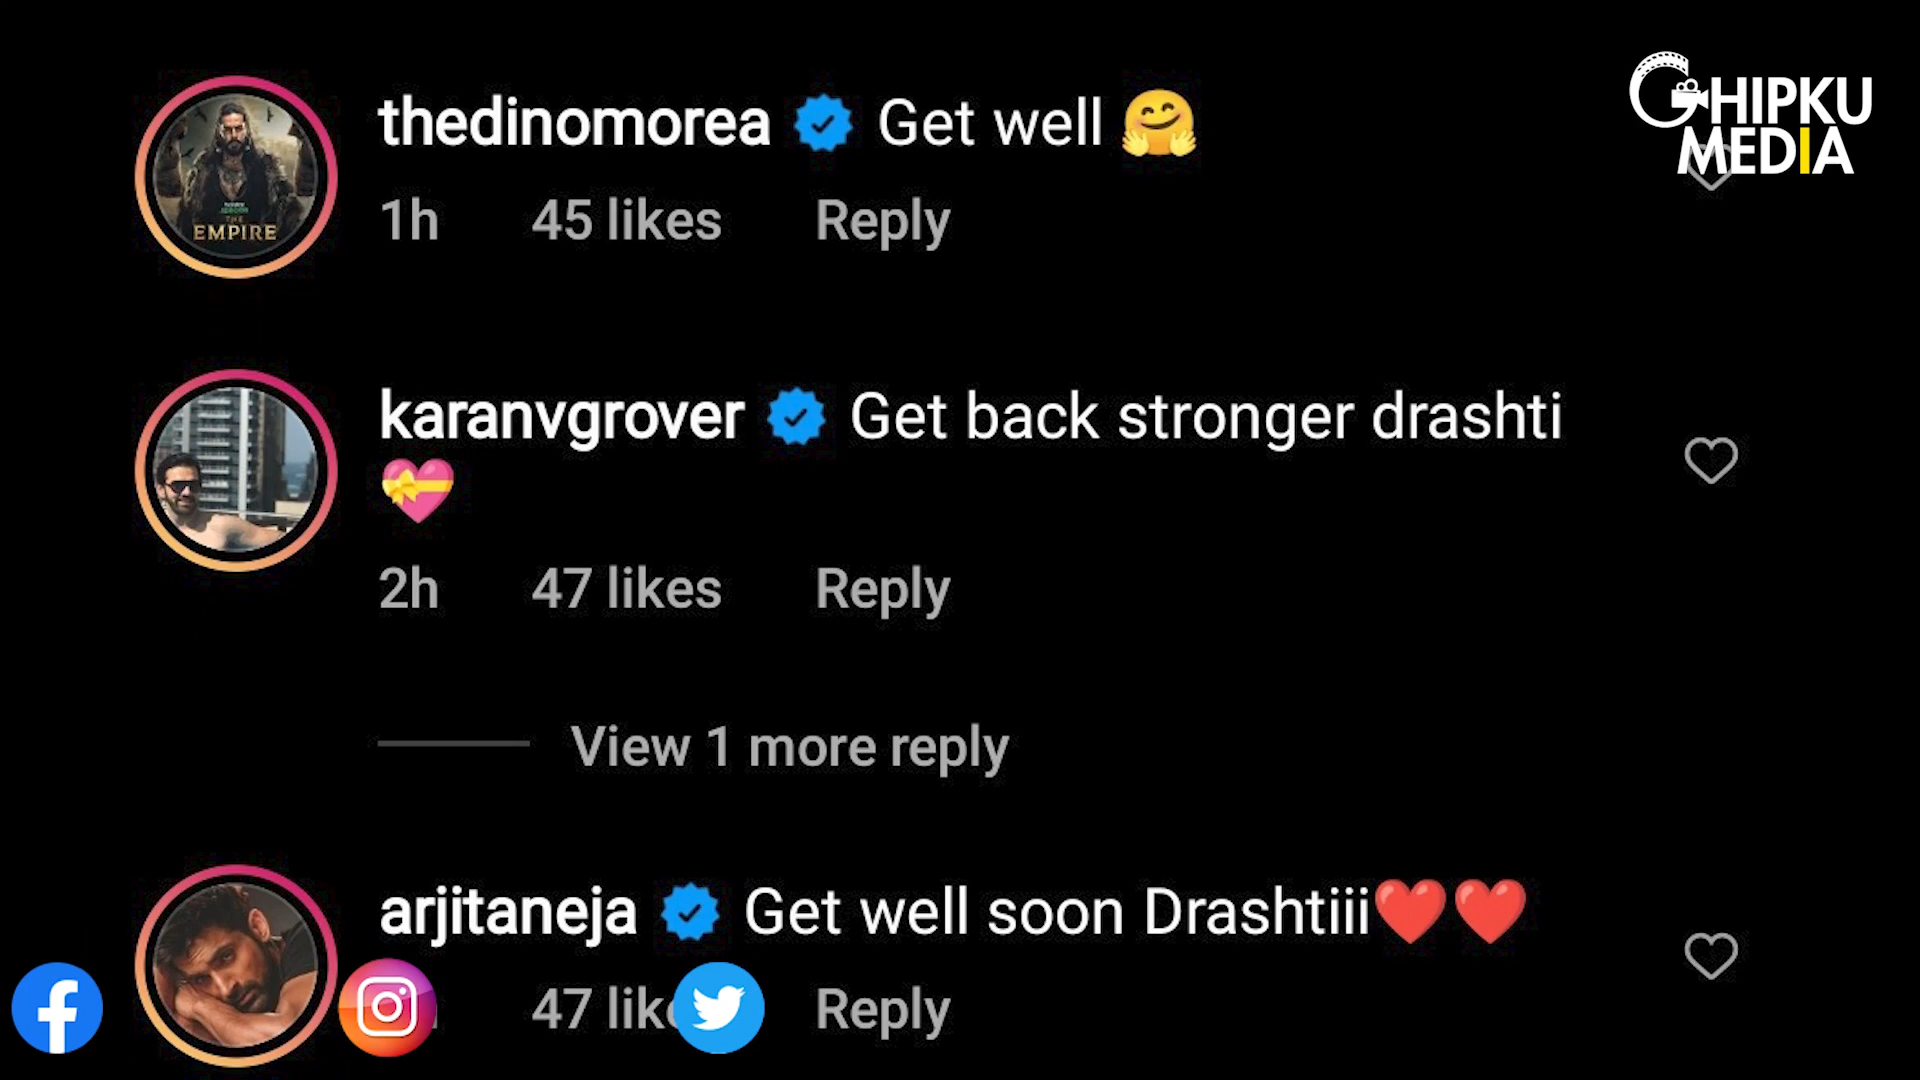 GHIPKU
MEDIA
thedinomorea Get well 🤗
1h 45 likes Reply
EMPIRE
karanvgrover Get back stronger drashti
💝
2h 47 likes Reply
View 1 more reply
arjitaneja Get well soon Drashtiii❤️❤️
47 Reply